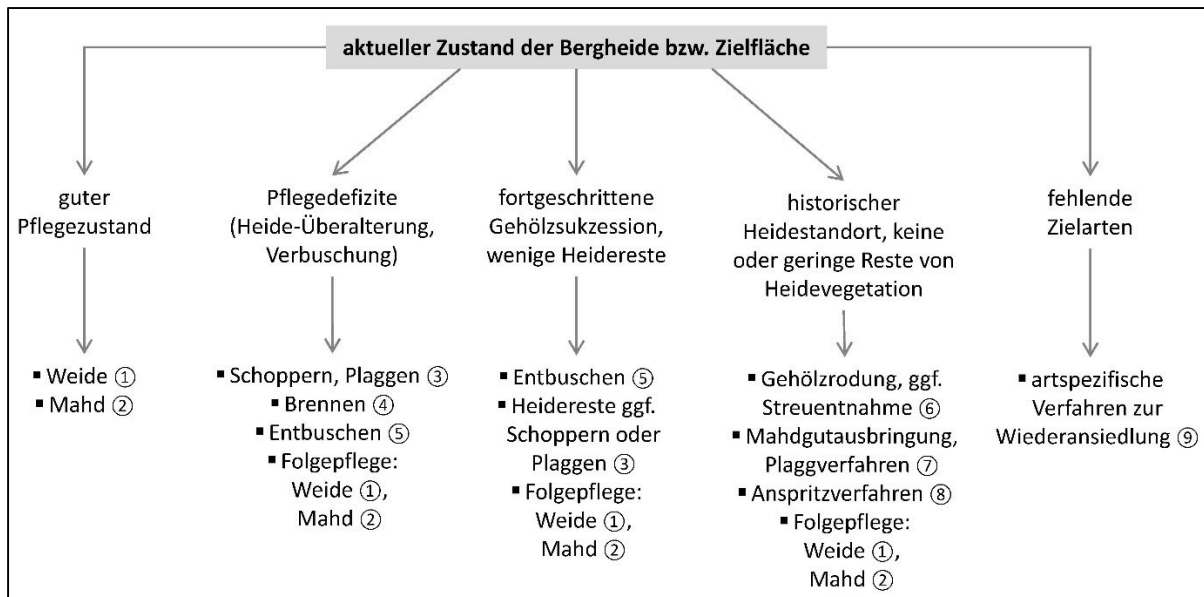 aktueller Zustand der Bergheide bzw. Zielfläche
guter
Pflegezustand
▪ Weide ①
▪ Mahd ②
Pflegedefizite
(Heide-Überalterung,
Verbuschung)
▪ Schoppern, Plaggen ③
▪ Brennen ④
▪ Entbuschen ⑤
▪ Folgepflege:
Weide ①,
Mahd ②
fortgeschrittene
Gehölzsukzession,
wenige Heidereste
▪ Entbuschen ⑤
▪ Heidereste ggf.
Schoppern oder
Plaggen ③
▪ Folgepflege:
Weide ①,
Mahd ②
historischer
Heidestandort, keine
oder geringe Reste von
Heidevegetation
▪ Gehölzrodung, ggf.
Streuentnahme ⑥
▪ Mahdgutausbringung,
Plaggverfahren ⑦
▪ Anspritzverfahren ⑧
▪ Folgepflege:
Weide ①,
Mahd ②
fehlende
Zielarten
▪ artspezifische
Verfahren zur
Wiederansiedlung ⑨